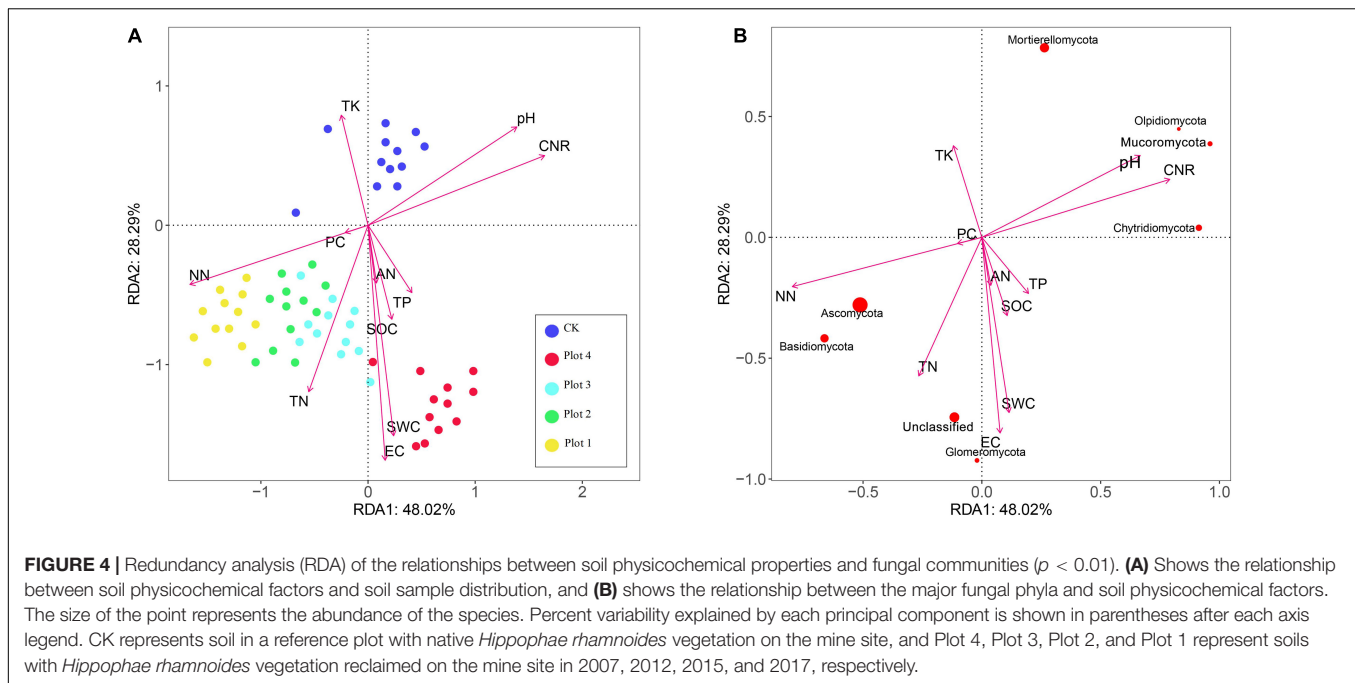 A
B
1
0
−1
RDA2: 28.29%
−1
0
1
2
RDA1: 48.02%
TK
pH
CNR
PC
NN
AN
TP
SOC
TN
SWC
EC
CK
Plot 4
Plot 3
Plot 2
Plot 1
0.5
0.0
−0.5
−1.0
RDA2: 28.29%
−0.5
0.0
0.5
1.0
RDA1: 48.02%
Mortierellomycota
Olpidiomycota
Mucoromycota
TK
pH
CNR
Chytridiomycota
PC
NN
AN
TP
SOC
Ascomycota
Basidiomycota
TN
SWC
Unclassified
EC
Glomeromycota
FIGURE 4 | Redundancy analysis (RDA) of the relationships between soil physicochemical properties and fungal communities (p < 0.01). (A) Shows the relationship
between soil physicochemical factors and soil sample distribution, and (B) shows the relationship between the major fungal phyla and soil physicochemical factors.
The size of the point represents the abundance of the species. Percent variability explained by each principal component is shown in parentheses after each axis
legend. CK represents soil in a reference plot with native Hippophae rhamnoides vegetation on the mine site, and Plot 4, Plot 3, Plot 2, and Plot 1 represent soils
with Hippophae rhamnoides vegetation reclaimed on the mine site in 2007, 2012, 2015, and 2017, respectively.